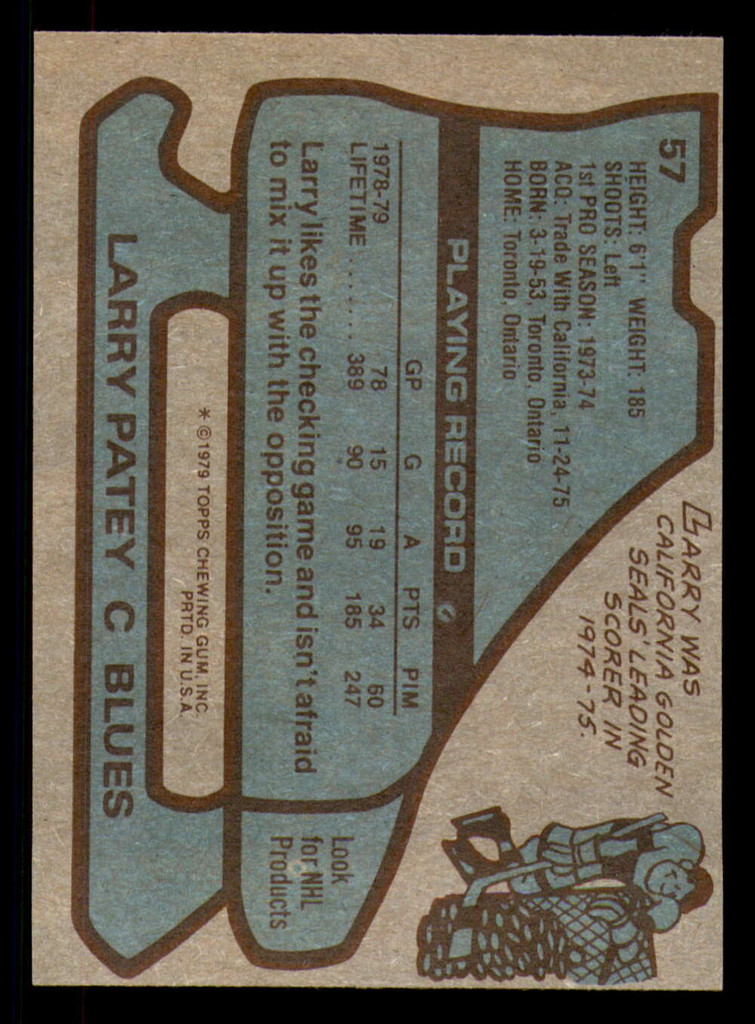 57
HEIGHT: 6'1" WEIGHT: 185
SHOOTS: Left
1st PRO SEASON: 1973-74
ACQ: Trade With California, 11-24-75
BORN: 3-19-53, Toronto, Ontario
HOME: Toronto, Ontario
LARRY WAS
CALIFORNIA GOLDEN
SEALS' LEADING
SCORER IN
1974-75.
PLAYING RECORD
GP G A PTS PIM
1978-79 78 15 19 34 60
LIFETIME ........ 389 90 95 185 247
Larry likes the checking game and isn't afraid
to mix it up with the opposition.
Look
for NHL
Products
* ©1979 TOPPS CHEWING GUM, INC.
PRTD. IN U.S.A.
LARRY PATEY C BLUES